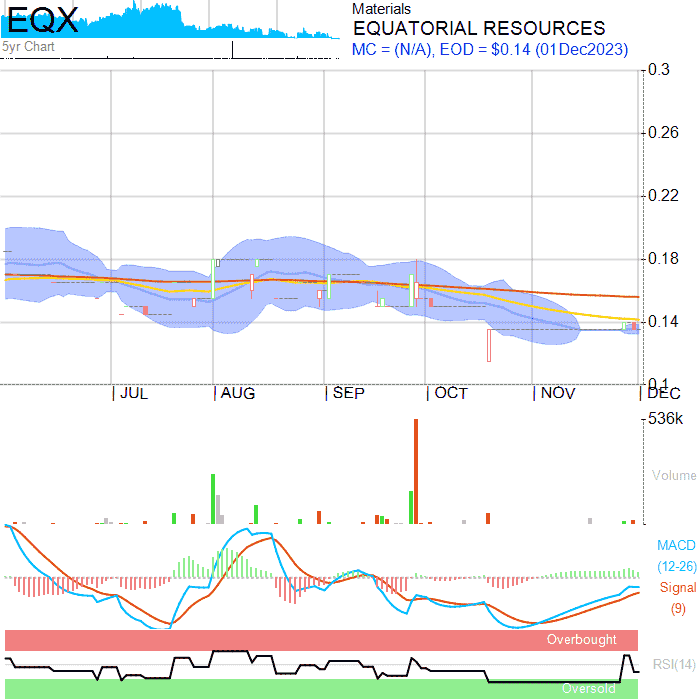 EQX
5yr Chart
Materials
EQUATORIAL RESOURCES
MC = (N/A), EOD = $0.14 (01Dec2023)
0.3
0.26
0.22
0.18
0.14
0.1
JUL AUG SEP OCT NOV DEC
536k
Volume
MACD
(12-26)
Signal
(9)
Overbought
RSI(14)
Oversold